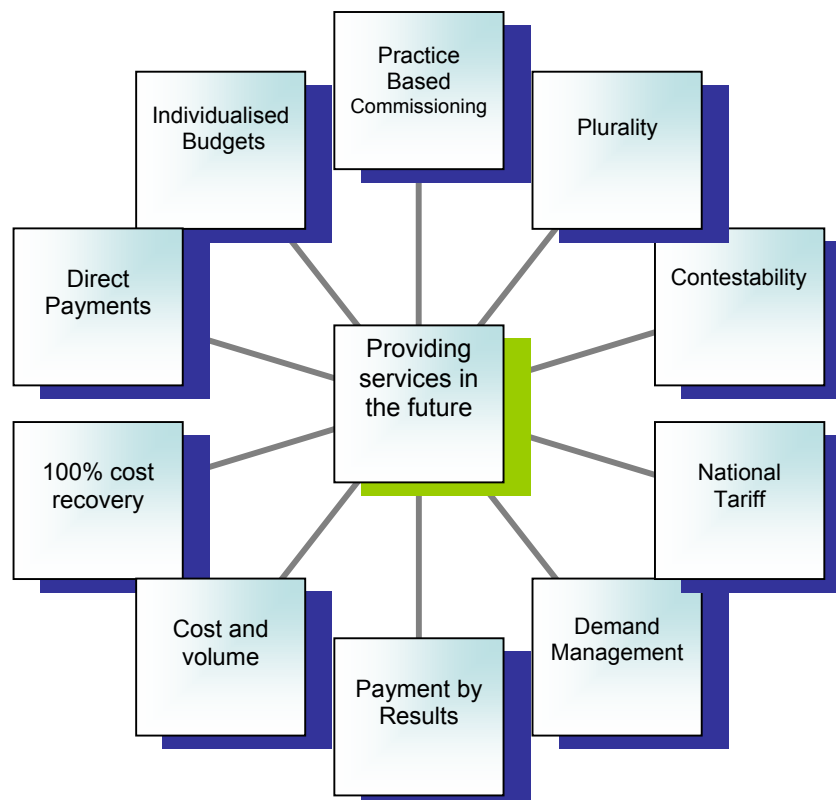 Practice
Based
Commissioning
Individualised
Budgets
Plurality
Direct
Payments
Contestability
Providing
services in
the future
100% cost
recovery
National
Tariff
Cost and
volume
Demand
Management
Payment by
Results